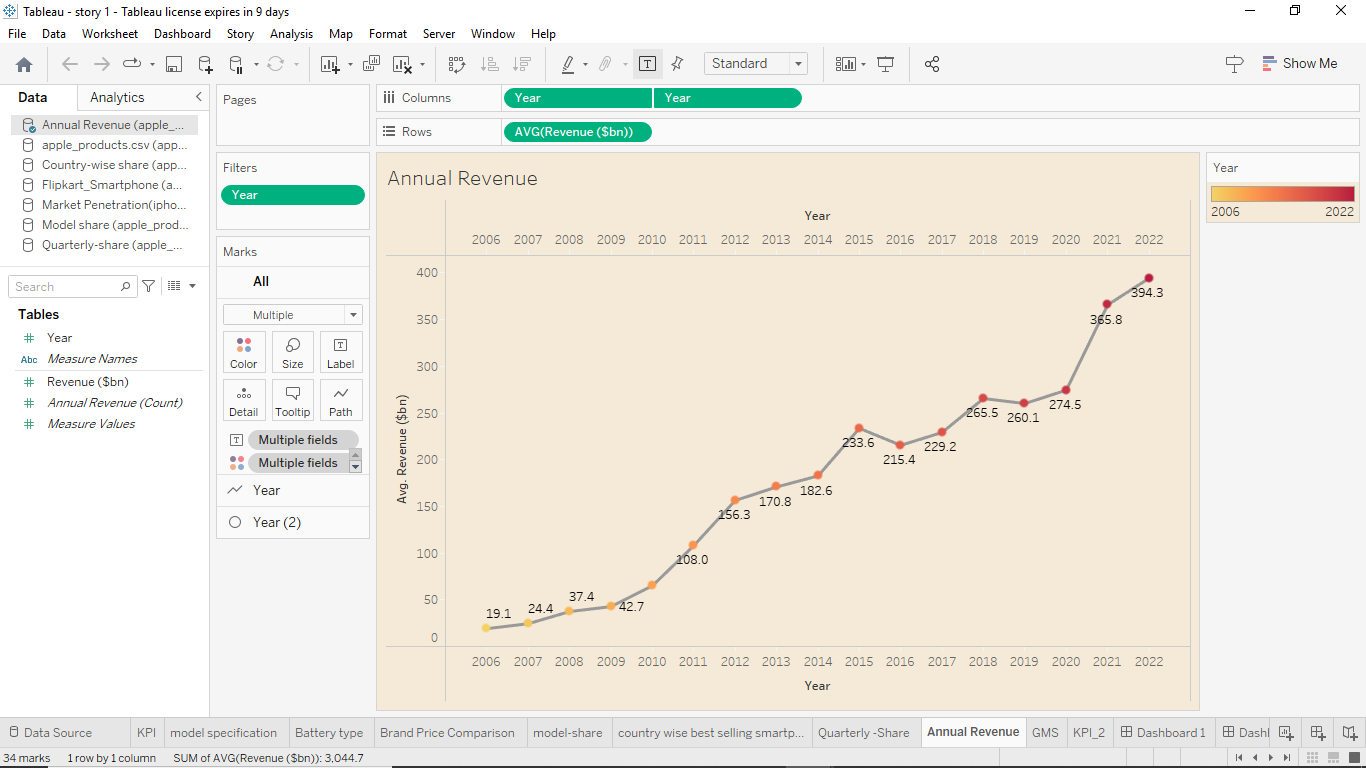 Tableau - story 1 - Tableau license expires in 9 days
File Data Worksheet Dashboard Story Analysis Map Format Server Window Help
Standard
Show Me
Data Analytics
Annual Revenue (apple_...
apple_products.csv (app...
Country-wise share (app...
Flipkart_Smartphone (a...
Market Penetration(ipho...
Model share (apple_prod...
Quarterly-share (apple_...
Search
Tables
# Year
Abc Measure Names
# Revenue ($bn)
# Annual Revenue (Count)
# Measure Values
Pages
Filters
Year
Marks
All
Multiple
Color Size Label
Detail Tooltip Path
Multiple fields
Multiple fields
Year
Year (2)
Columns Year Year
Rows AVG(Revenue ($bn))
Annual Revenue
Year
2006 2007 2008 2009 2010 2011 2012 2013 2014 2015 2016 2017 2018 2019 2020 2021 2022
Avg. Revenue ($bn)
400
350
300
250
200
150
100
50
0
19.1
24.4
37.4
42.7
108.0
156.3
170.8
182.6
233.6
215.4
229.2
265.5
260.1
274.5
365.8
394.3
2006 2007 2008 2009 2010 2011 2012 2013 2014 2015 2016 2017 2018 2019 2020 2021 2022
Year
Year
2006 2022
Data Source KPI model specification Battery type Brand Price Comparison model-share country wise best selling smartp... Quarterly -Share Annual Revenue GMS KPI_2 Dashboard 1 Dashl
34 marks 1 row by 1 column SUM of AVG(Revenue ($bn)): 3,044.7